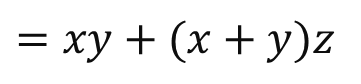 = xy + (x + y)z